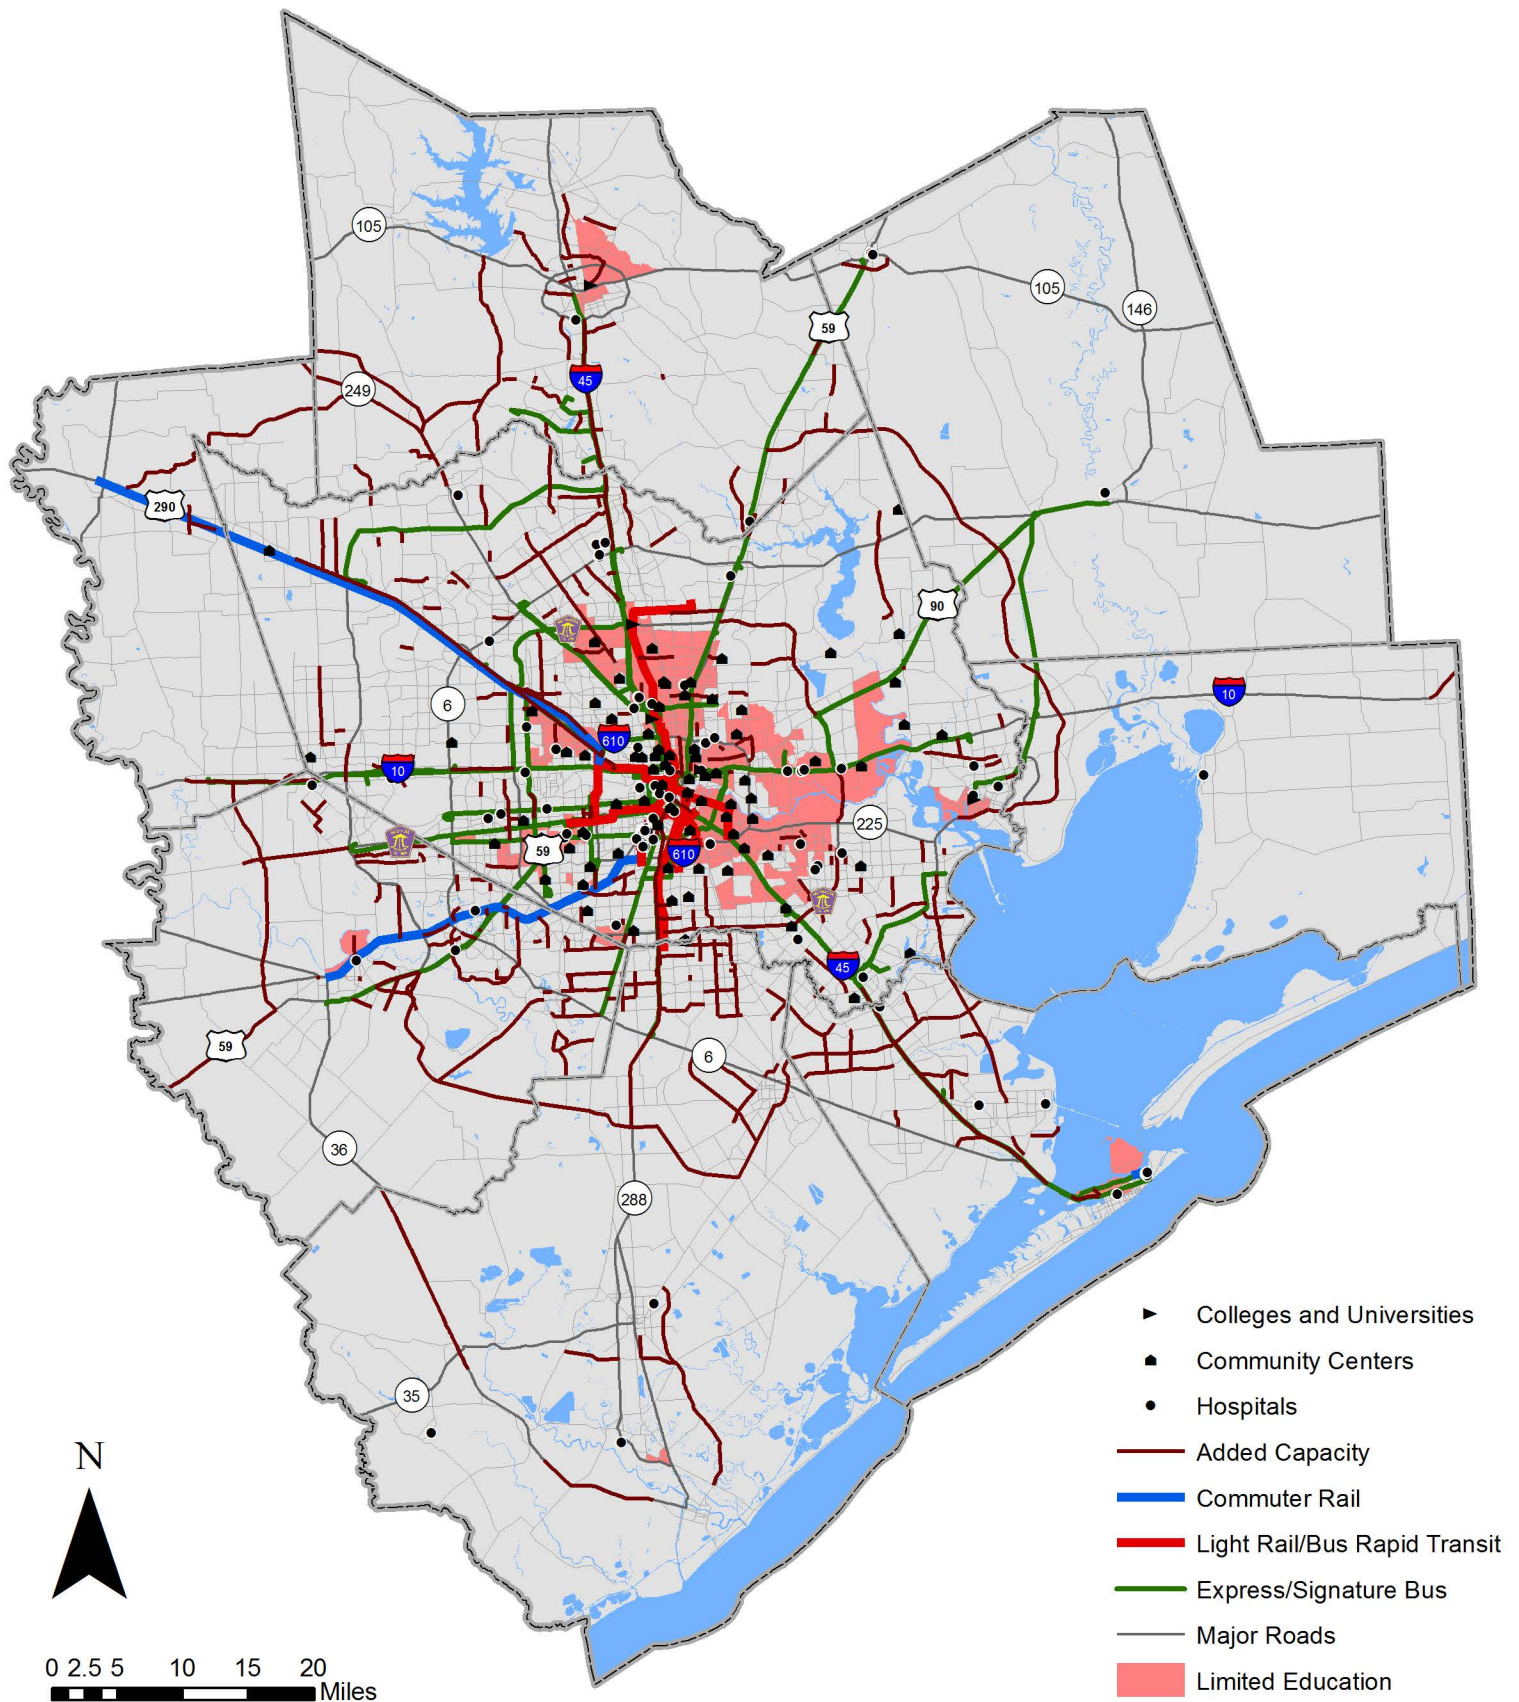 105
105
146
59
45
249
290
90
10
6
610
10
225
59
610
45
59
6
36
288
35
Colleges and Universities
Community Centers
Hospitals
Added Capacity
Commuter Rail
Light Rail/Bus Rapid Transit
Express/Signature Bus
Major Roads
Limited Education
N
0 2.5 5 10 15 20
Miles